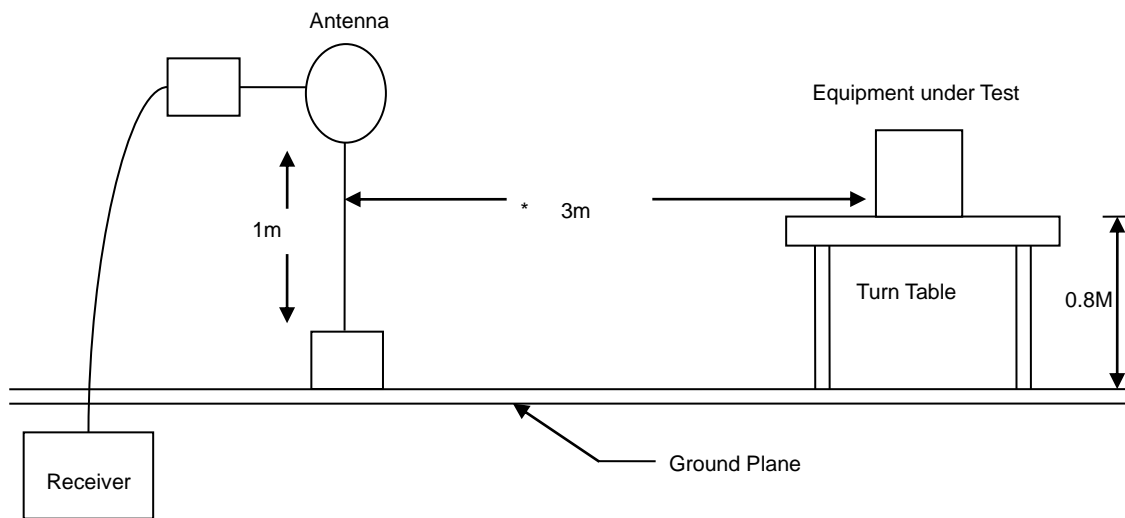 Antenna
Equipment under Test
* 3m
1m
Turn Table
0.8M
Ground Plane
Receiver